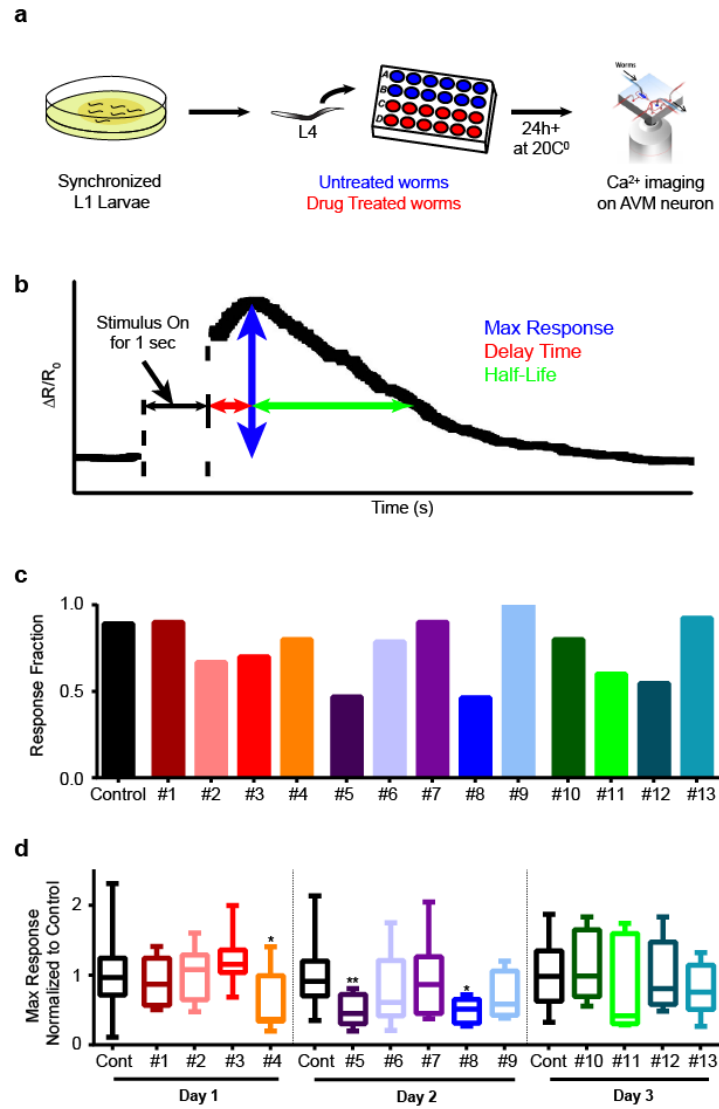 a
Worms
A
B
C
D
L4
24h+
at 20C⁰
Synchronized
L1 Larvae
Untreated worms
Drug Treated worms
Ca²⁺ imaging
on AVM neuron
b
Stimulus On
for 1 sec
Max Response
Delay Time
Half-Life
ΔR/R₀
Time (s)
c
Response Fraction
1.0
0.5
0.0
Control #1 #2 #3 #4 #5 #6 #7 #8 #9 #10 #11 #12 #13
d
Max Response
Normalized to Control
2
1
0
* ** *
Cont #1 #2 #3 #4 Cont #5 #6 #7 #8 #9 Cont #10 #11 #12 #13
Day 1 Day 2 Day 3